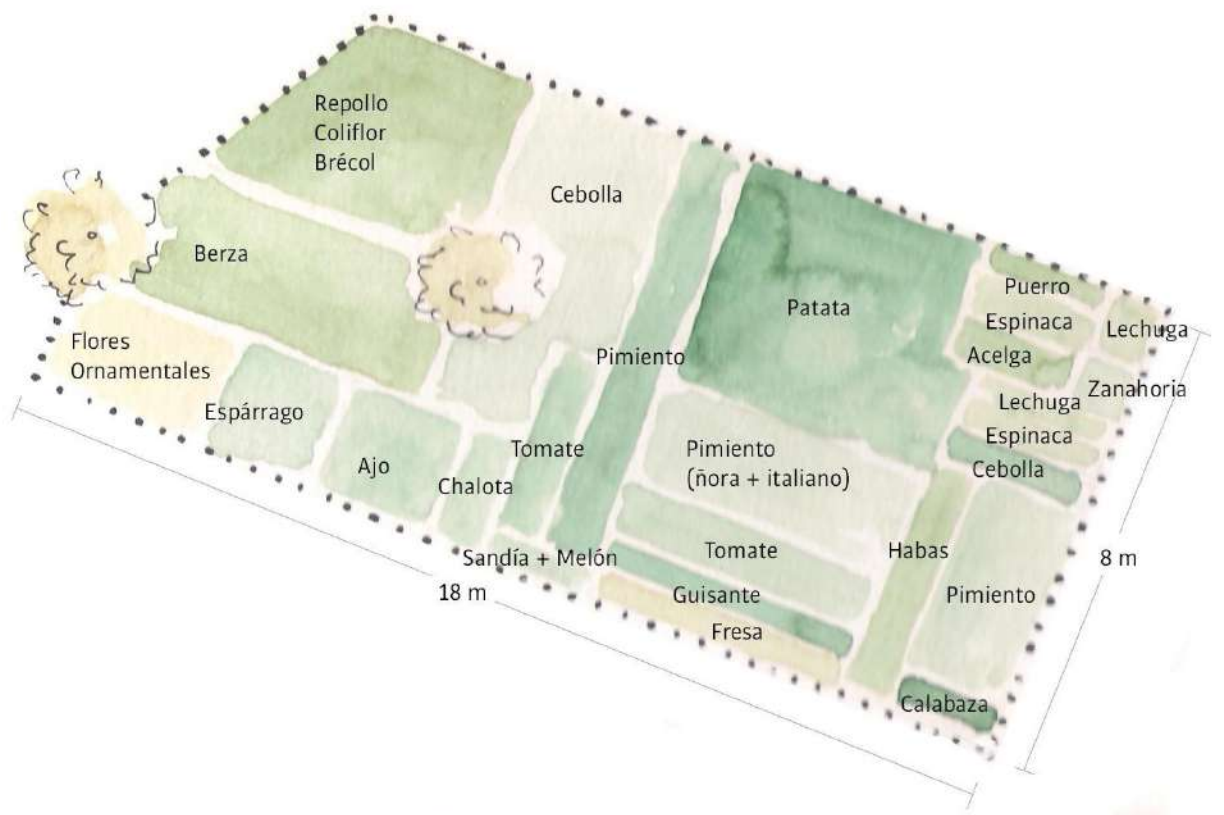 Repollo
Coliflor
Brécol
Cebolla
Berza
Flores
Ornamentales
Espárrago
Ajo
Chalota
Tomate
Sandía + Melón
Pimiento
Patata
Puerro
Espinaca
Acelga
Lechuga
Zanahoria
Lechuga
Espinaca
Cebolla
Pimiento
(ñora + italiano)
Tomate
Guisante
Fresa
Habas
Pimiento
Calabaza
18 m
8 m